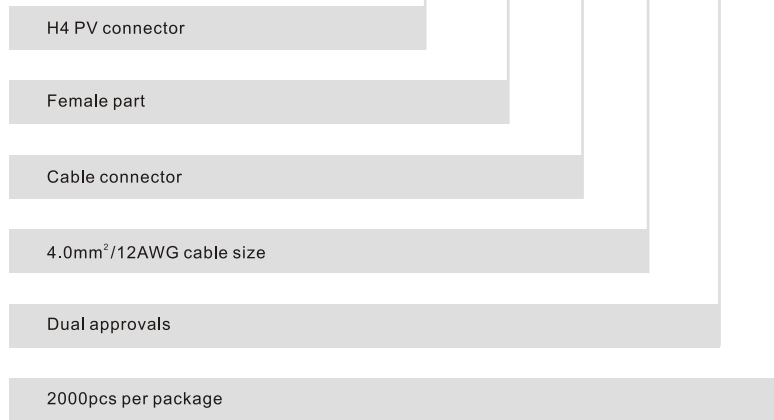 H4 PV connector
Female part
Cable connector
4.0mm²/12AWG cable size
Dual approvals
2000pcs per package